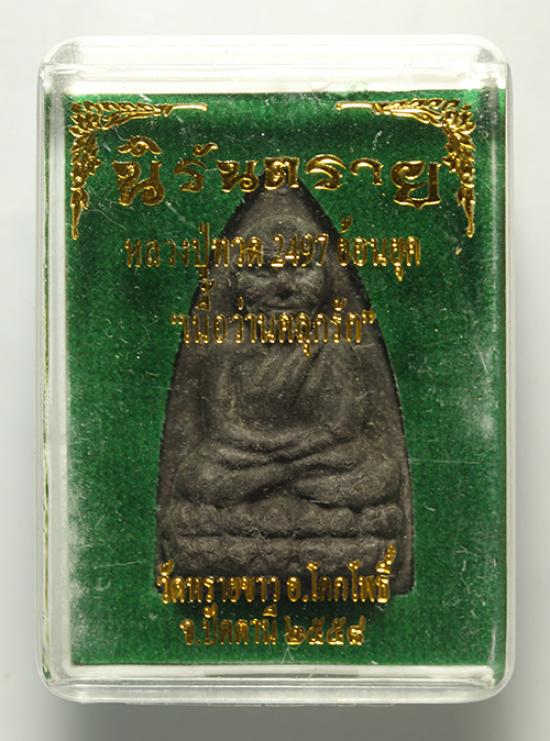 นิรันตราย
หลวงปู่ทวด 2497 ย้อนยุค
"เนื้อว่านคลุกรัก"
วัดทรายขาว อ.โคกโพธิ์
จ.ปัตตานี ๒๕๕๘